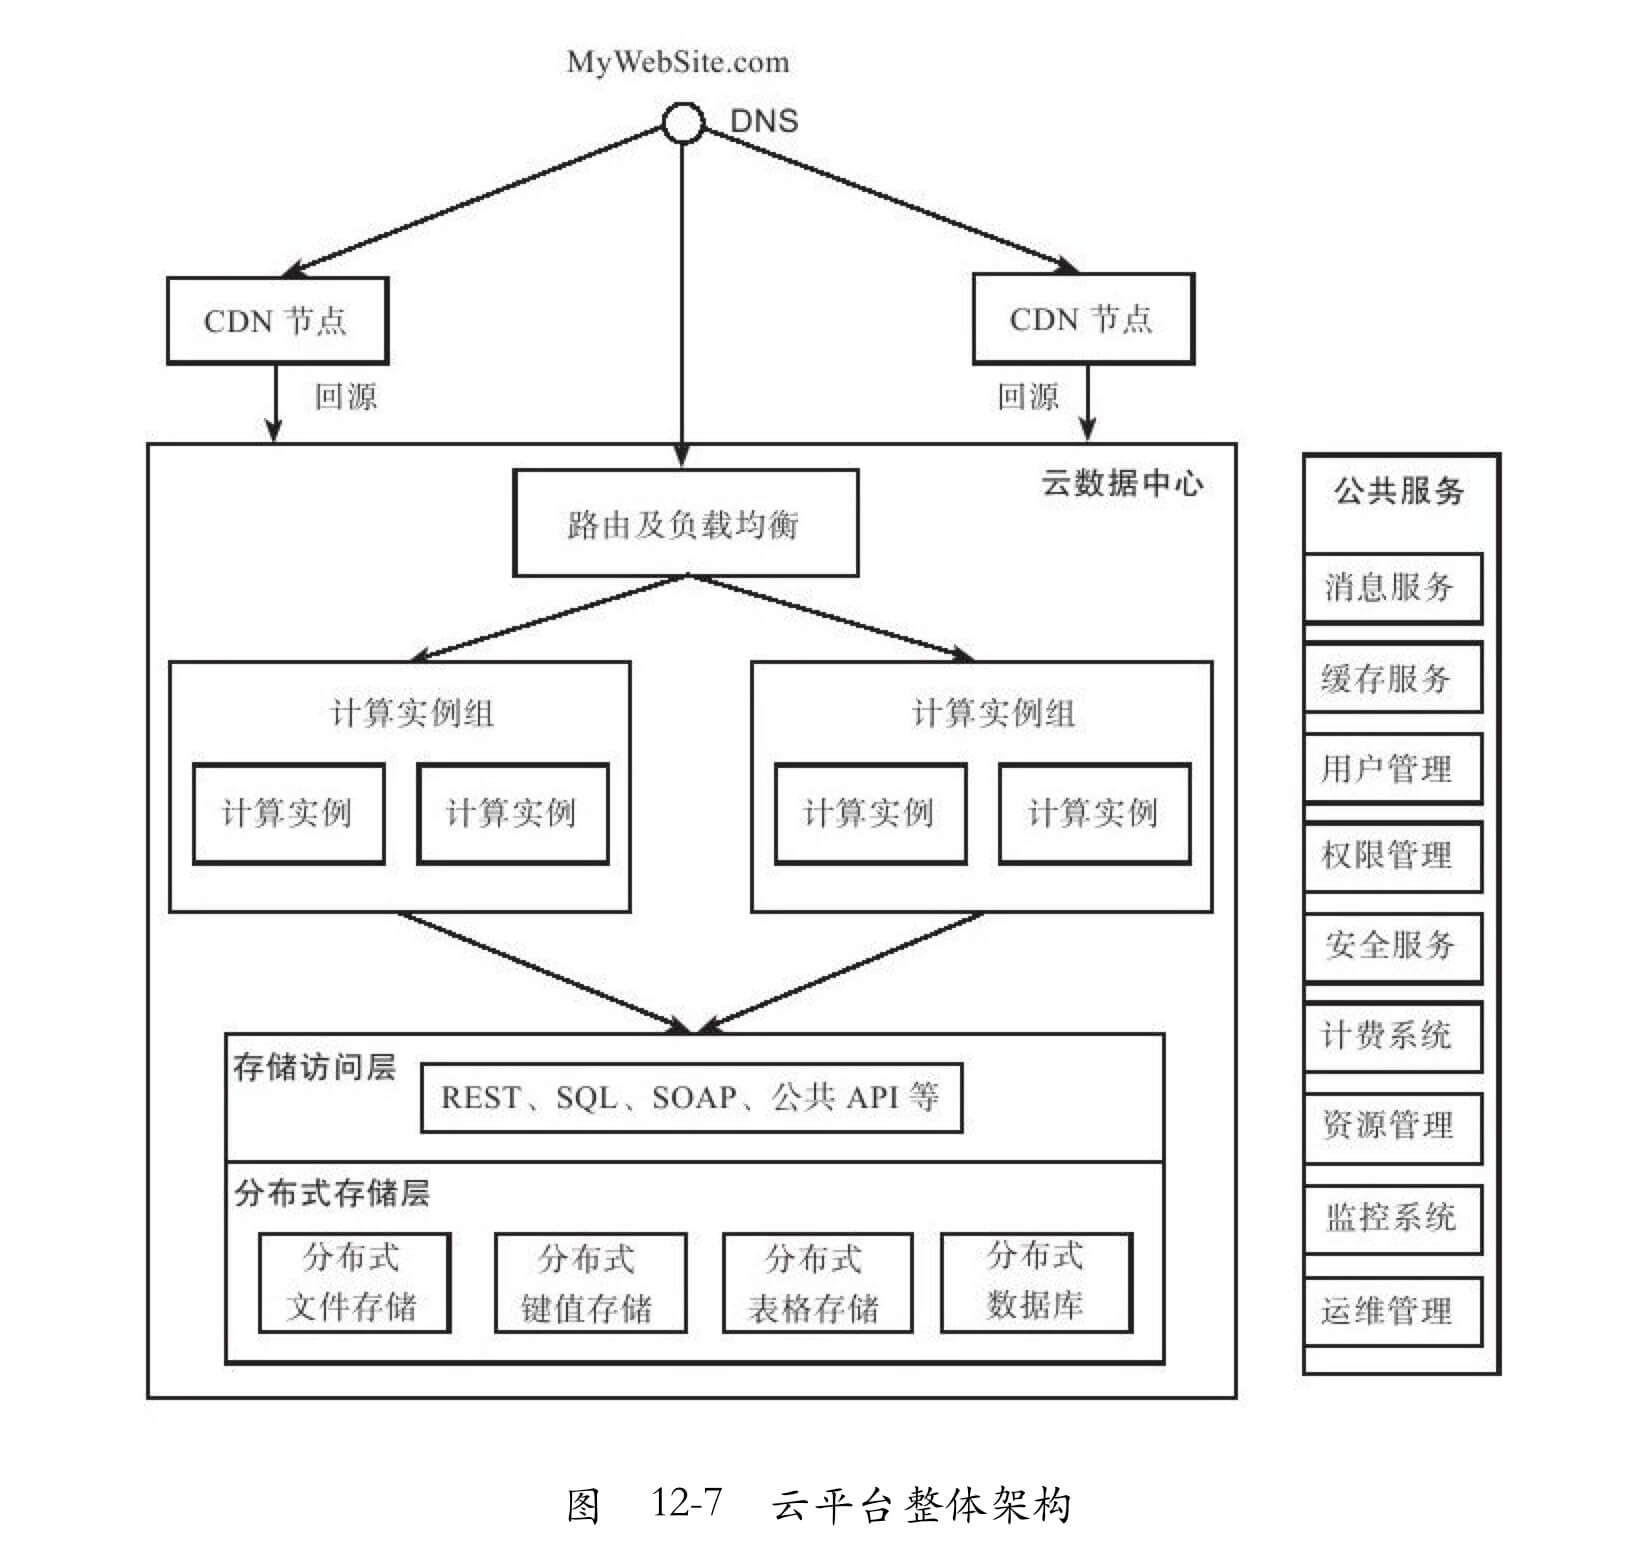 MyWebSite.com
DNS
CDN 节点
CDN 节点
回源
回源
云数据中心
路由及负载均衡
计算实例组
计算实例
计算实例
计算实例组
计算实例
计算实例
存储访问层
REST、SQL、SOAP、公共 API 等
分布式存储层
分布式
文件存储
分布式
键值存储
分布式
表格存储
分布式
数据库
公共服务
消息服务
缓存服务
用户管理
权限管理
安全服务
计费系统
资源管理
监控系统
运维管理
图 12-7 云平台整体架构